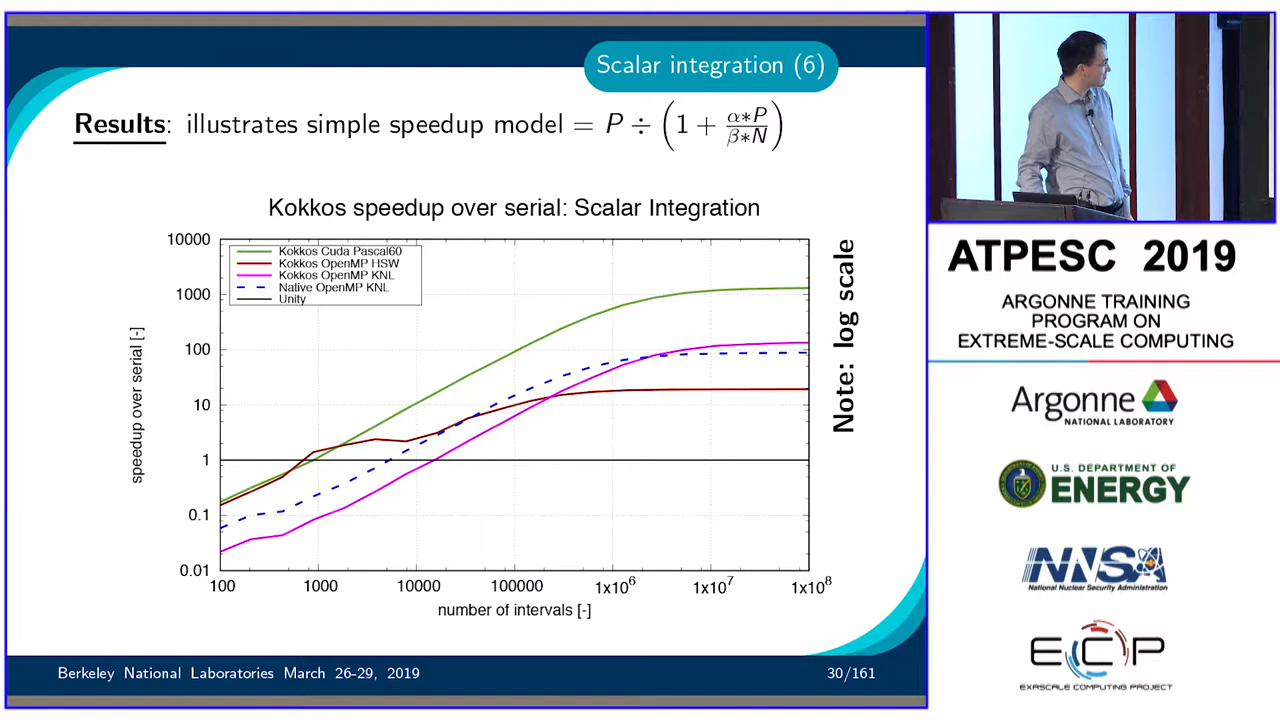 Scalar integration (6)
Results: illustrates simple speedup model = P ÷ (1 + α*P / β*N)
Kokkos speedup over serial: Scalar Integration
Kokkos Cuda Pascal60
Kokkos OpenMP HSW
Kokkos OpenMP KNL
Native OpenMP KNL
Unity
speedup over serial [-]
10000
1000
100
10
1
0.1
0.01
100
1000
10000
100000
1x10⁶
1x10⁷
1x10⁸
number of intervals [-]
Note: log scale
Berkeley National Laboratories March 26-29, 2019
30/161
ATPESC 2019
ARGONNE TRAINING
PROGRAM ON
EXTREME-SCALE COMPUTING
Argonne
NATIONAL LABORATORY
U.S. DEPARTMENT OF
ENERGY
NNSA
National Nuclear Security Administration
ECP
EXASCALE COMPUTING PROJECT